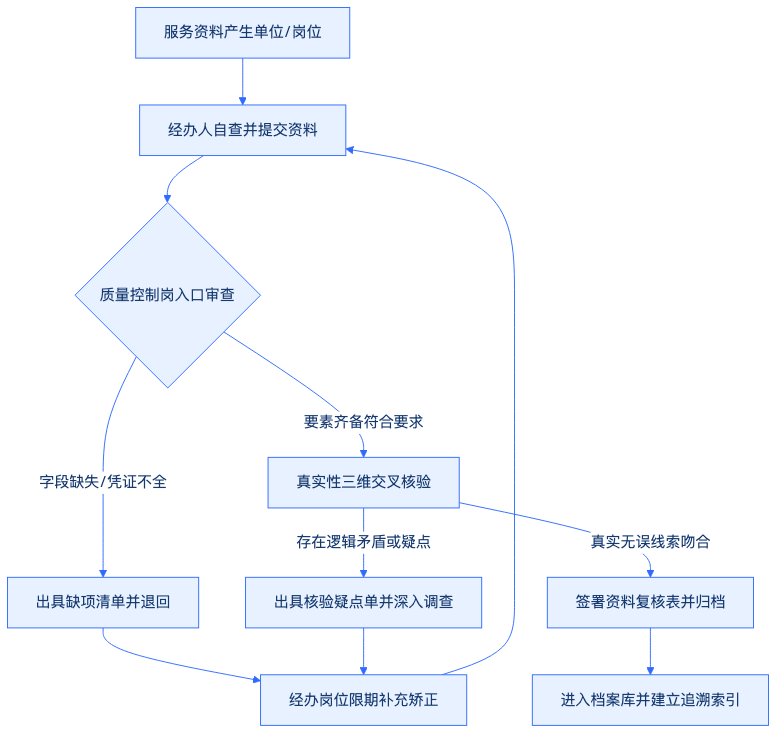 服务资料产生单位/岗位
经办人自查并提交资料
质量控制岗入口审查
要素齐备符合要求
字段缺失/凭证不全
真实性三维交叉核验
存在逻辑矛盾或疑点
真实无误线索吻合
出具缺项清单并退回
出具核验疑点单并深入调查
签署资料复核表并归档
经办岗位限期补充矫正
进入档案库并建立追溯索引